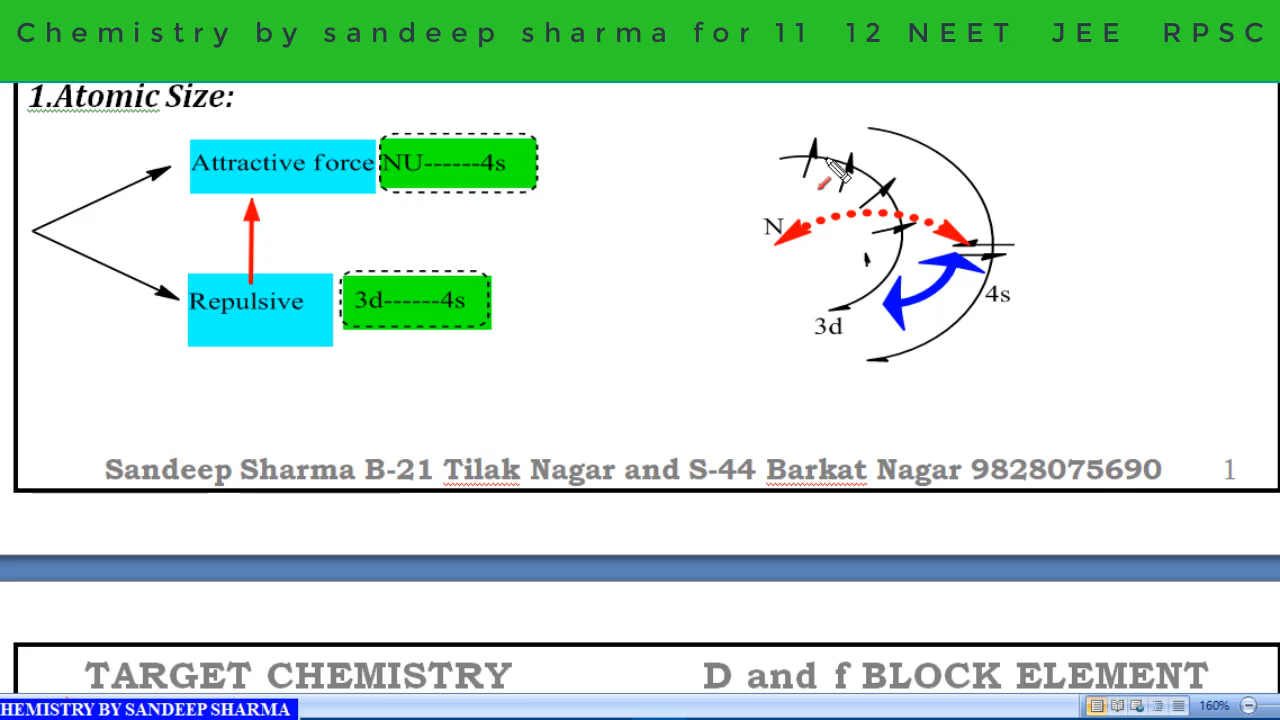 Chemistry by sandeep sharma for 11 12 NEET JEE RPSC
1.Atomic Size:
Attractive force NU------4s
N
Repulsive 3d------4s
4s
3d
Sandeep Sharma B-21 Tilak Nagar and S-44 Barkat Nagar 9828075690 1
TARGET CHEMISTRY D and f BLOCK ELEMENT
HEMISTRY BY SANDEEP SHARMA
160%